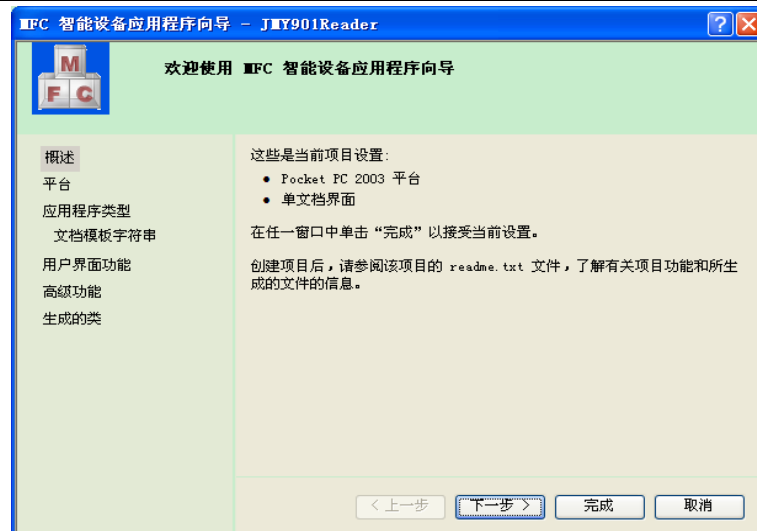 MFC 智能设备应用程序向导 - JMY901Reader
?
M
F C
欢迎使用 MFC 智能设备应用程序向导
概述
平台
应用程序类型
文档模板字符串
用户界面功能
高级功能
生成的类
这些是当前项目设置:
• Pocket PC 2003 平台
• 单文档界面
在任一窗口中单击“完成”以接受当前设置。
创建项目后，请参阅该项目的 readme.txt 文件，了解有关项目功能和所生
成的文件的信息。
< 上一步 下一步 > 完成 取消